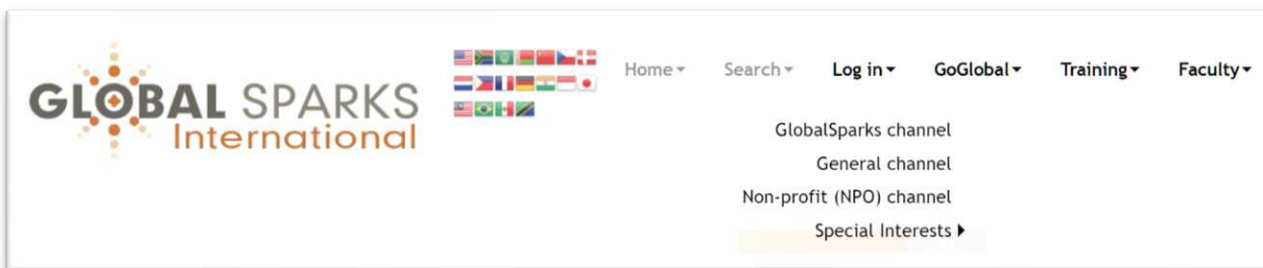 GLOBAL SPARKS
International
Home Search Log in GoGlobal Training Faculty
GlobalSparks channel
General channel
Non-profit (NPO) channel
Special Interests